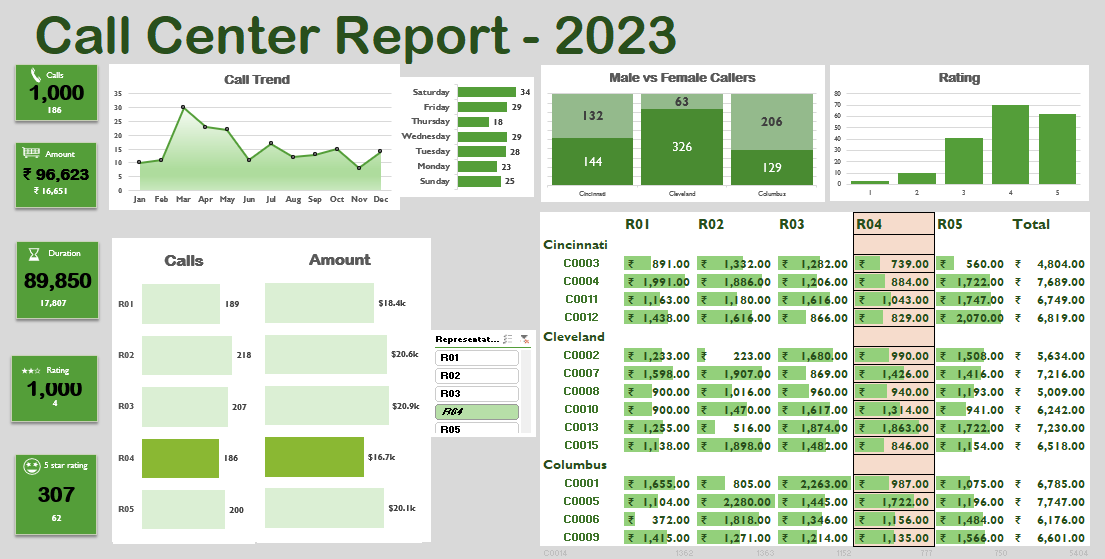 Call Center Report - 2023
Calls
1,000
186
Amount
₹ 96,623
₹ 16,651
Duration
89,850
17,807
Rating
1,000
4
5 star rating
307
62
Call Trend
35
30
25
20
15
10
5
0
Jan Feb Mar Apr May Jun Jul Aug Sep Oct Nov Dec
Saturday 34
Friday 29
Thursday 18
Wednesday 29
Tuesday 28
Monday 23
Sunday 25
Male vs Female Callers
132 63 206
144 326 129
Cincinnati Cleveland Columbus
Rating
80
70
60
50
40
30
20
10
0
1 2 3 4 5
Calls Amount
R01 189 $18.4k
R02 218 $20.6k
R03 207 $20.9k
R04 186 $16.7k
R05 200 $20.1k
Representat...
R01
R02
R03
R04
R05
R01 R02 R03 R04 R05 Total
Cincinnati
C0003 ₹ 891.00 ₹ 1,332.00 ₹ 1,282.00 ₹ 739.00 ₹ 560.00 ₹ 4,804.00
C0004 ₹ 1,991.00 ₹ 1,886.00 ₹ 1,206.00 ₹ 884.00 ₹ 1,722.00 ₹ 7,689.00
C0011 ₹ 1,163.00 ₹ 1,180.00 ₹ 1,616.00 ₹ 1,043.00 ₹ 1,747.00 ₹ 6,749.00
C0012 ₹ 1,438.00 ₹ 1,616.00 ₹ 866.00 ₹ 829.00 ₹ 2,070.00 ₹ 6,819.00
Cleveland
C0002 ₹ 1,233.00 ₹ 223.00 ₹ 1,680.00 ₹ 990.00 ₹ 1,508.00 ₹ 5,634.00
C0007 ₹ 1,598.00 ₹ 1,907.00 ₹ 869.00 ₹ 1,426.00 ₹ 1,416.00 ₹ 7,216.00
C0008 ₹ 900.00 ₹ 1,016.00 ₹ 960.00 ₹ 940.00 ₹ 1,193.00 ₹ 5,009.00
C0010 ₹ 900.00 ₹ 1,470.00 ₹ 1,617.00 ₹ 1,314.00 ₹ 941.00 ₹ 6,242.00
C0013 ₹ 1,255.00 ₹ 516.00 ₹ 1,874.00 ₹ 1,863.00 ₹ 1,722.00 ₹ 7,230.00
C0015 ₹ 1,138.00 ₹ 1,898.00 ₹ 1,482.00 ₹ 846.00 ₹ 1,154.00 ₹ 6,518.00
Columbus
C0001 ₹ 1,655.00 ₹ 805.00 ₹ 2,263.00 ₹ 987.00 ₹ 1,075.00 ₹ 6,785.00
C0005 ₹ 1,104.00 ₹ 2,280.00 ₹ 1,445.00 ₹ 1,722.00 ₹ 1,196.00 ₹ 7,747.00
C0006 ₹ 372.00 ₹ 1,818.00 ₹ 1,346.00 ₹ 1,156.00 ₹ 1,484.00 ₹ 6,176.00
C0009 ₹ 1,415.00 ₹ 1,271.00 ₹ 1,214.00 ₹ 1,135.00 ₹ 1,566.00 ₹ 6,601.00
C0014 1362 1363 1152 777 750 5404